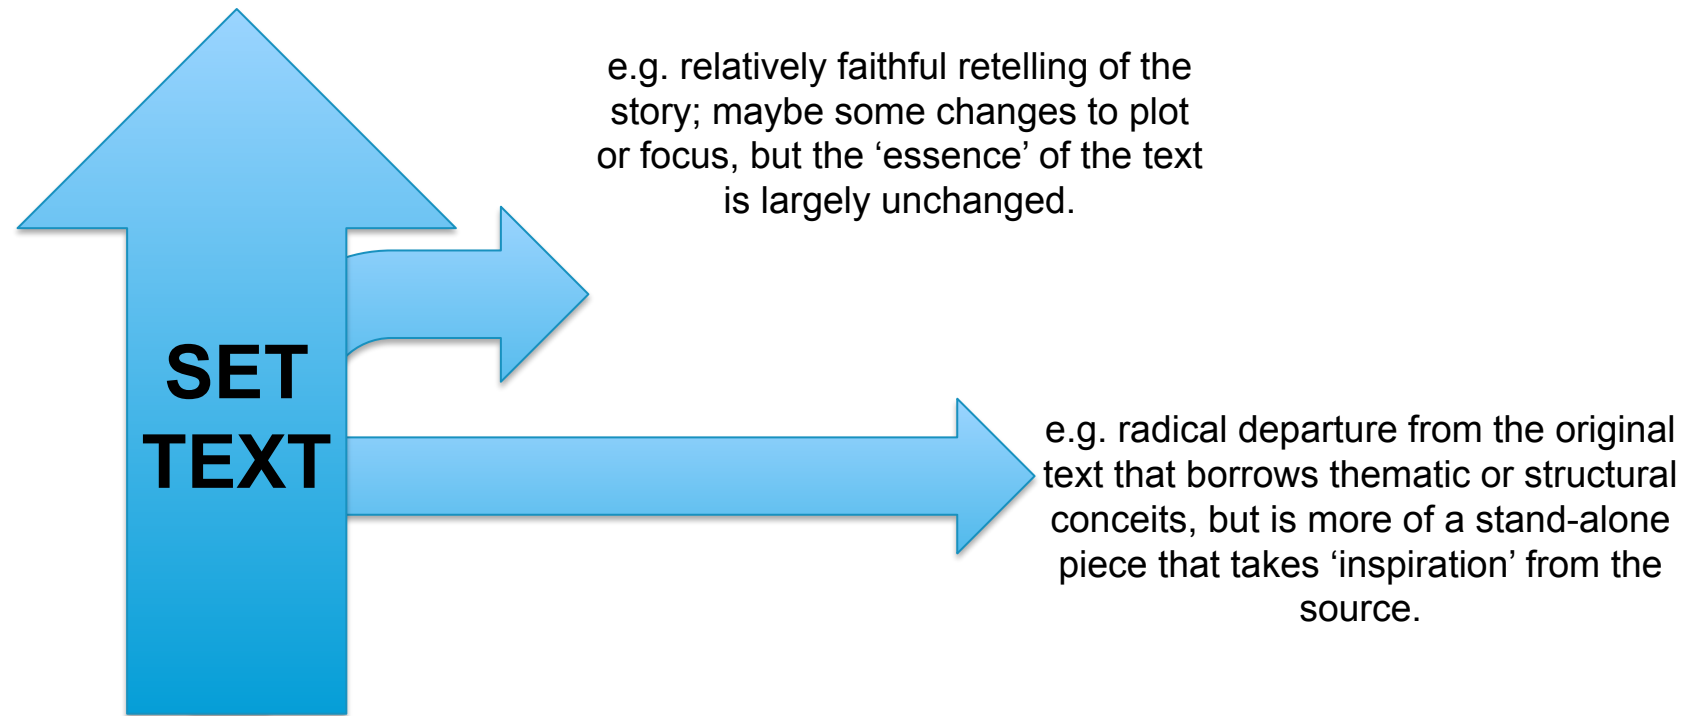 e.g. relatively faithful retelling of the
story; maybe some changes to plot
or focus, but the ‘essence’ of the text
is largely unchanged.
SET
TEXT
e.g. radical departure from the original
text that borrows thematic or structural
conceits, but is more of a stand-alone
piece that takes ‘inspiration’ from the
source.